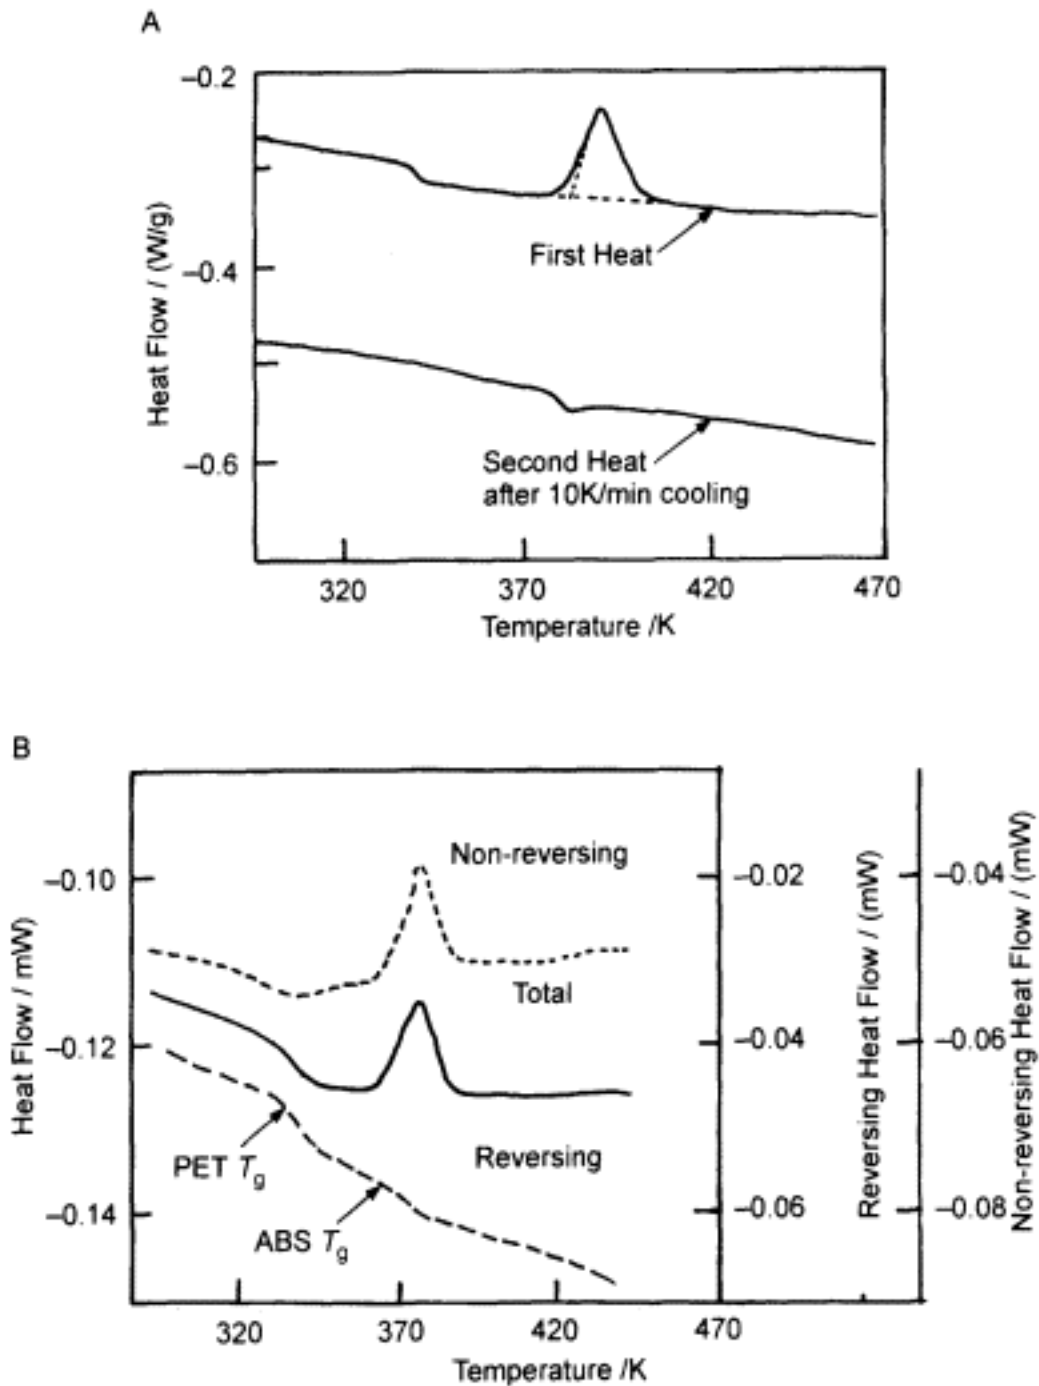 A
–0.2
–0.4
–0.6
Heat Flow / (W/g)
First Heat
Second Heat
after 10K/min cooling
320 370 420 470
Temperature /K
B
–0.10
–0.12
–0.14
Heat Flow / mW)
Non-reversing
Total
Reversing
PET Tg
ABS Tg
–0.02
–0.04
–0.06
Reversing Heat Flow / (mW)
–0.04
–0.06
–0.08
Non-reversing Heat Flow / (mW)
320 370 420 470
Temperature /K